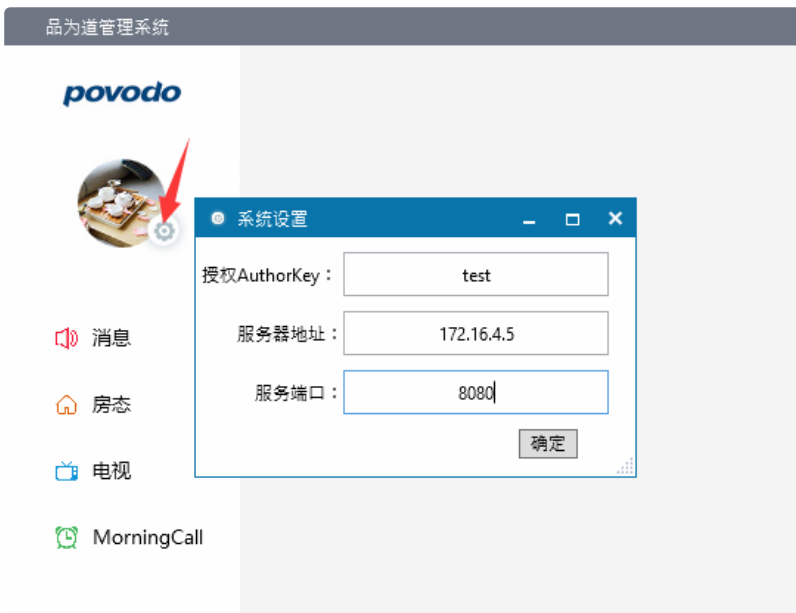 品为道管理系统
povodo
系统设置
授权AuthorKey： test
服务器地址： 172.16.4.5
服务端口： 8080
确定
消息
房态
电视
MorningCall